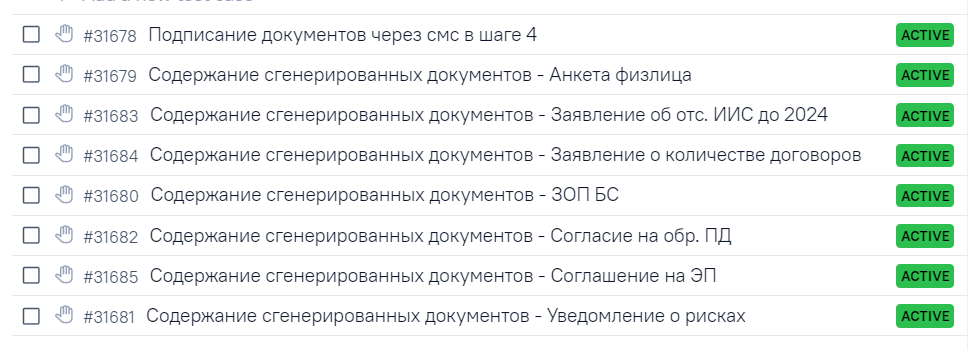 #31678 Подписание документов через смс в шаге 4 ACTIVE
#31679 Содержание сгенерированных документов - Анкета физлица ACTIVE
#31683 Содержание сгенерированных документов - Заявление об отс. ИИС до 2024 ACTIVE
#31684 Содержание сгенерированных документов - Заявление о количестве договоров ACTIVE
#31680 Содержание сгенерированных документов - ЗОП БС ACTIVE
#31682 Содержание сгенерированных документов - Согласие на обр. ПД ACTIVE
#31685 Содержание сгенерированных документов - Соглашение на ЭП ACTIVE
#31681 Содержание сгенерированных документов - Уведомление о рисках ACTIVE